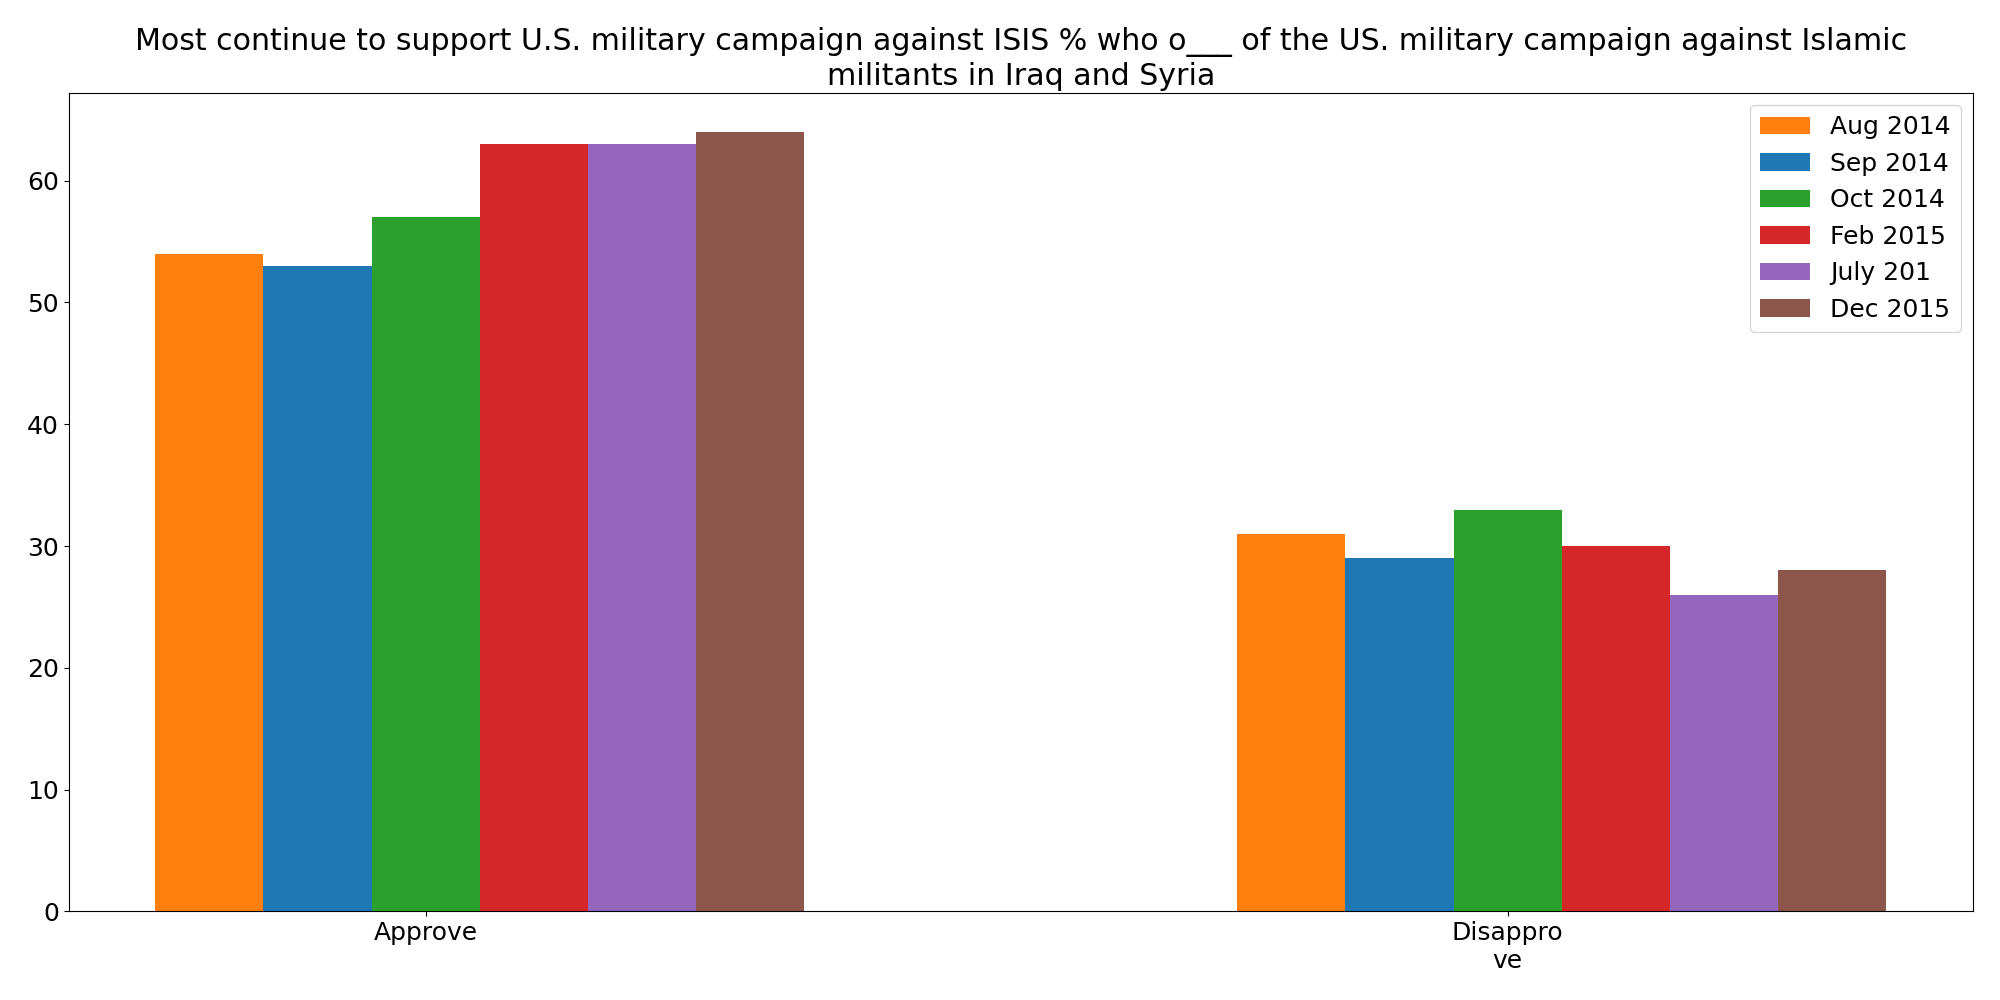 Most continue to support U.S. military campaign against ISIS % who o___ of the US. military campaign against Islamic
militants in Iraq and Syria
60
50
40
30
20
10
0
Aug 2014
Sep 2014
Oct 2014
Feb 2015
July 201
Dec 2015
Approve
Disappro
ve